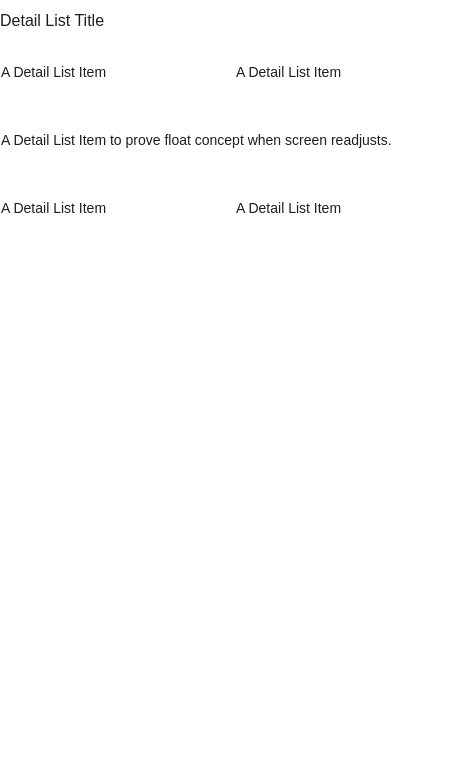 Detail List Title
A Detail List Item A Detail List Item
A Detail List Item to prove float concept when screen readjusts.
A Detail List Item A Detail List Item